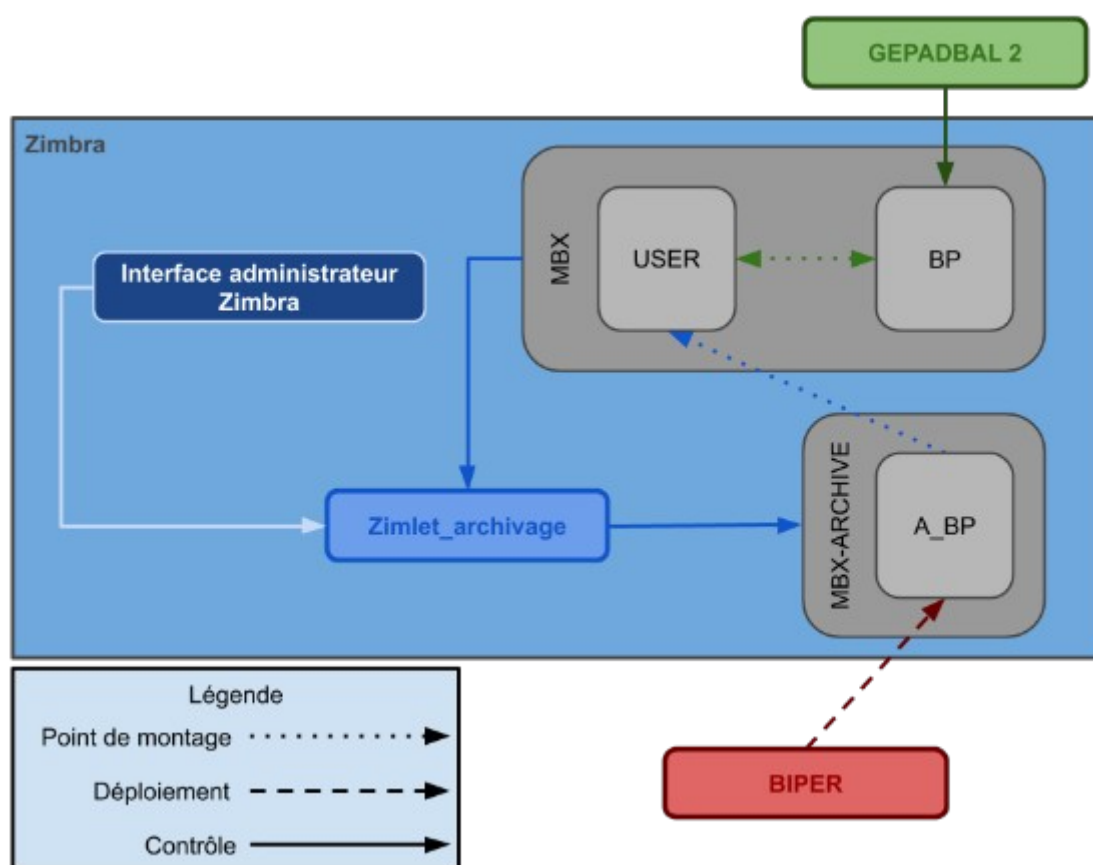 GEPADBAL 2
Zimbra
MBX
USER
BP
Interface administrateur
Zimbra
Zimlet_archivage
MBX-ARCHIVE
A_BP
Légende
Point de montage
Déploiement
Contrôle
BIPER